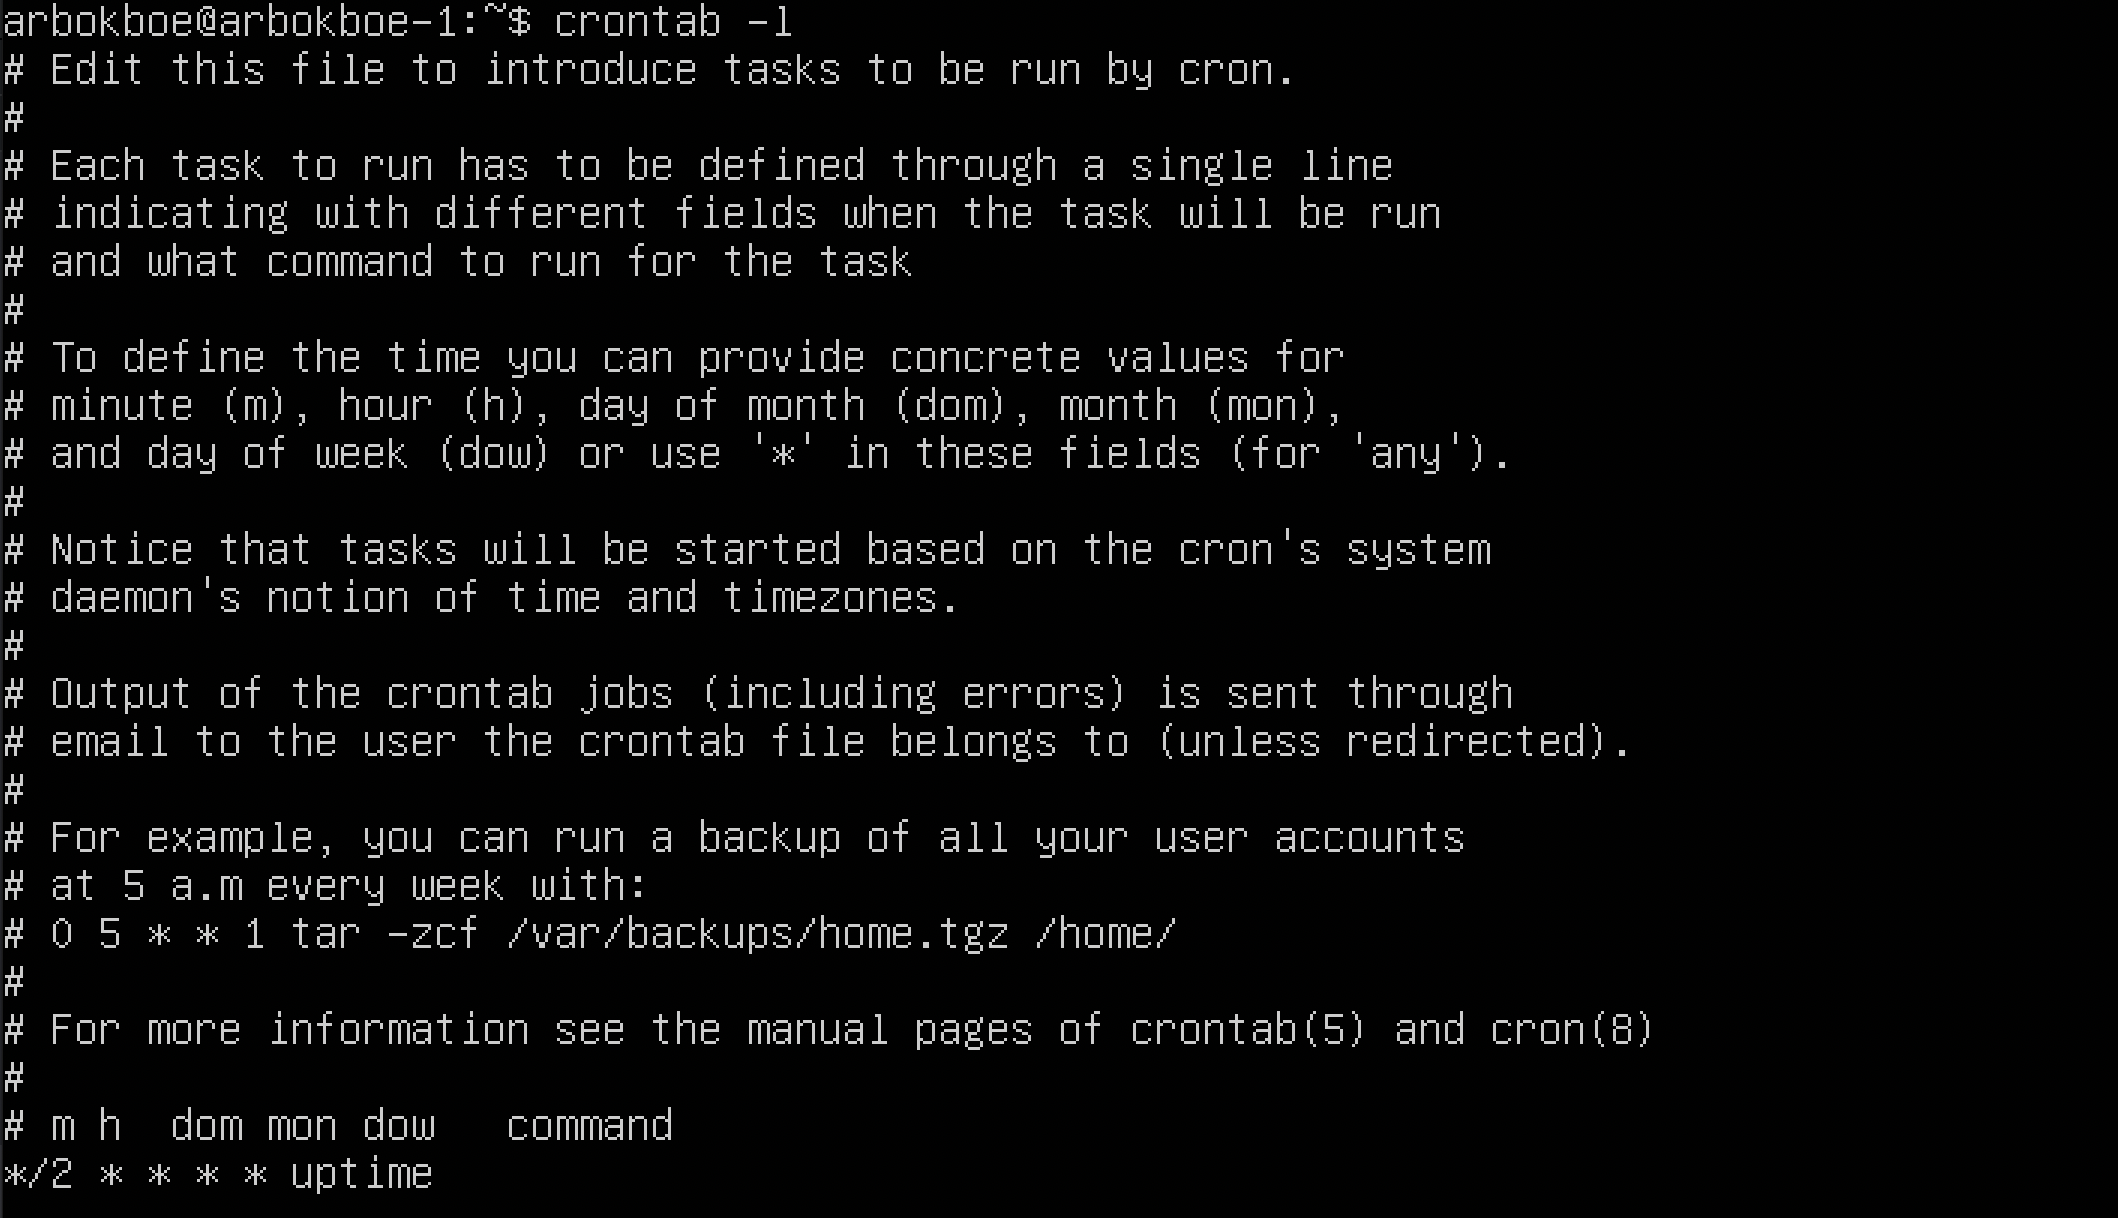 arbokboe@arbokboe-1:~$ crontab -l
# Edit this file to introduce tasks to be run by cron.
#
# Each task to run has to be defined through a single line
# indicating with different fields when the task will be run
# and what command to run for the task
#
# To define the time you can provide concrete values for
# minute (m), hour (h), day of month (dom), month (mon),
# and day of week (dow) or use '*' in these fields (for 'any').
#
# Notice that tasks will be started based on the cron's system
# daemon's notion of time and timezones.
#
# Output of the crontab jobs (including errors) is sent through
# email to the user the crontab file belongs to (unless redirected).
#
# For example, you can run a backup of all your user accounts
# at 5 a.m every week with:
# 0 5 * * 1 tar -zcf /var/backups/home.tgz /home/
#
# For more information see the manual pages of crontab(5) and cron(8)
#
# m h  dom mon dow   command
*/2 * * * * uptime